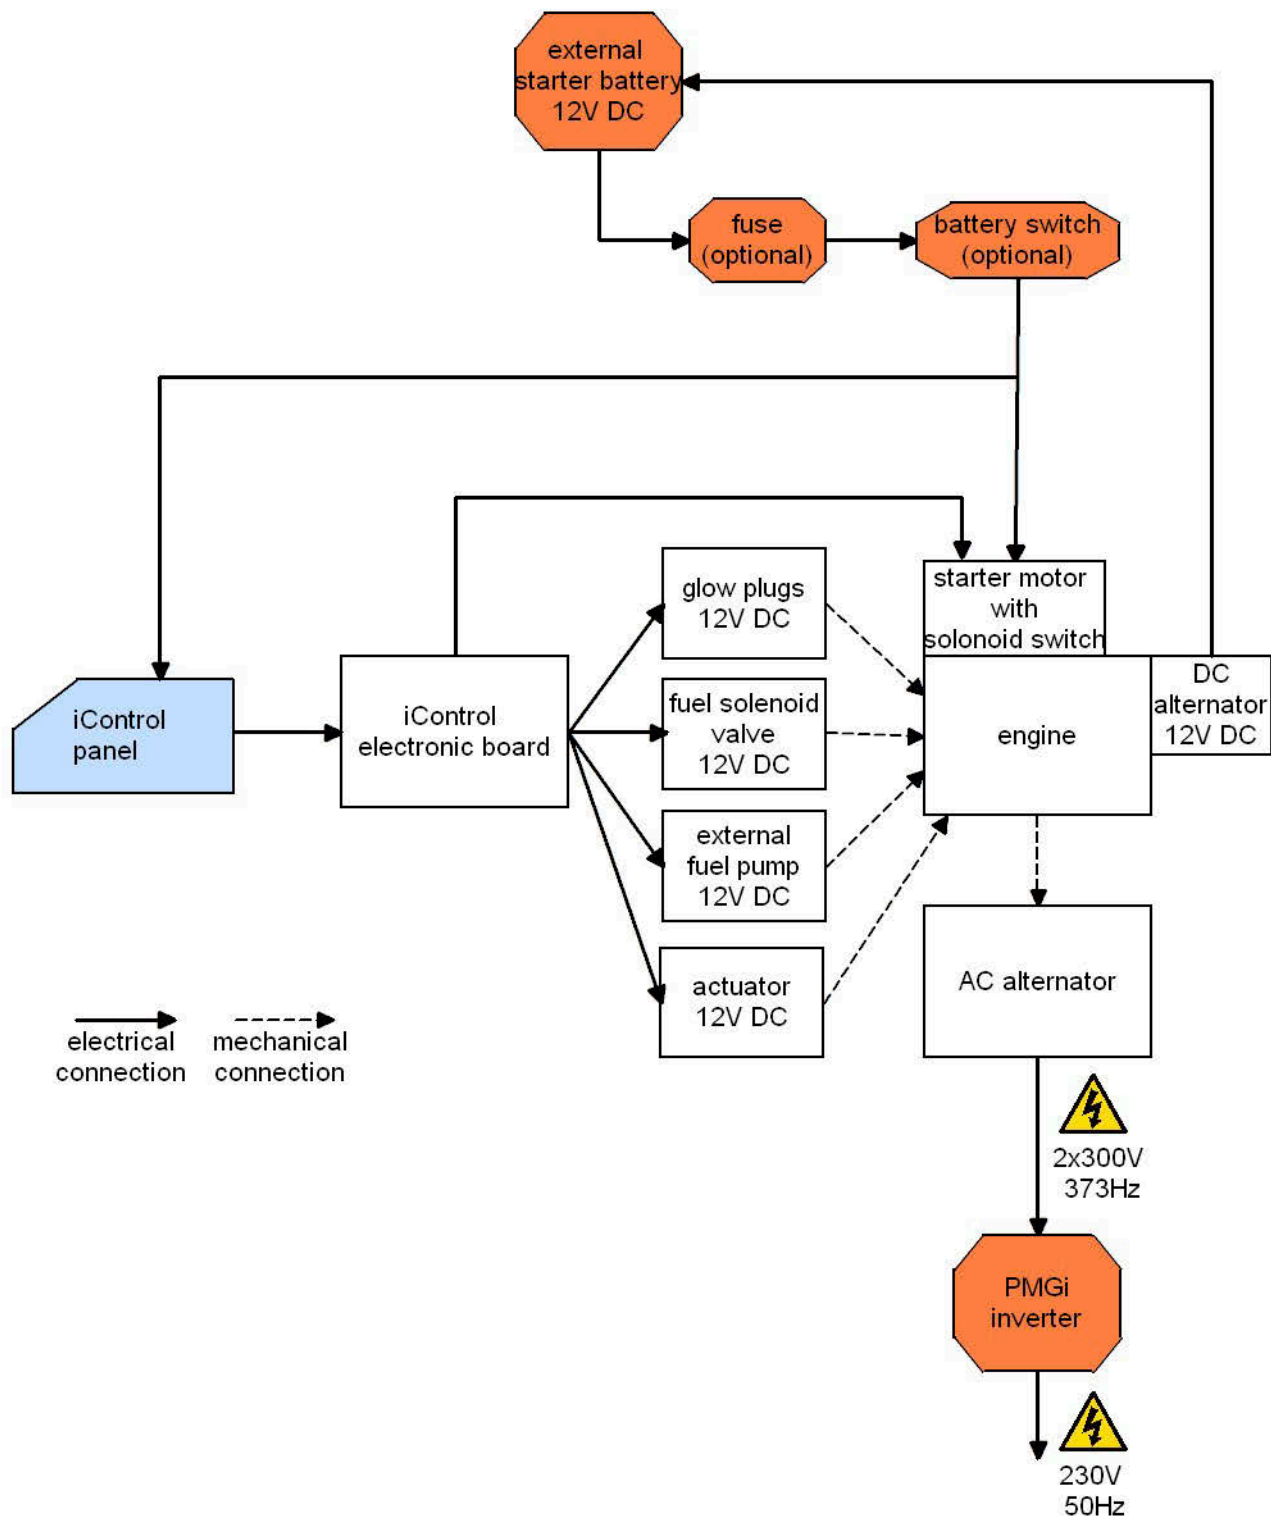 external
starter battery
12V DC
fuse
(optional)
battery switch
(optional)
glow plugs
12V DC
starter motor
with
solonoid switch
iControl
panel
iControl
electronic board
fuel solenoid
valve
12V DC
engine
DC
alternator
12V DC
external
fuel pump
12V DC
actuator
12V DC
AC alternator
electrical
connection
mechanical
connection
2x300V
373Hz
PMGi
inverter
230V
50Hz